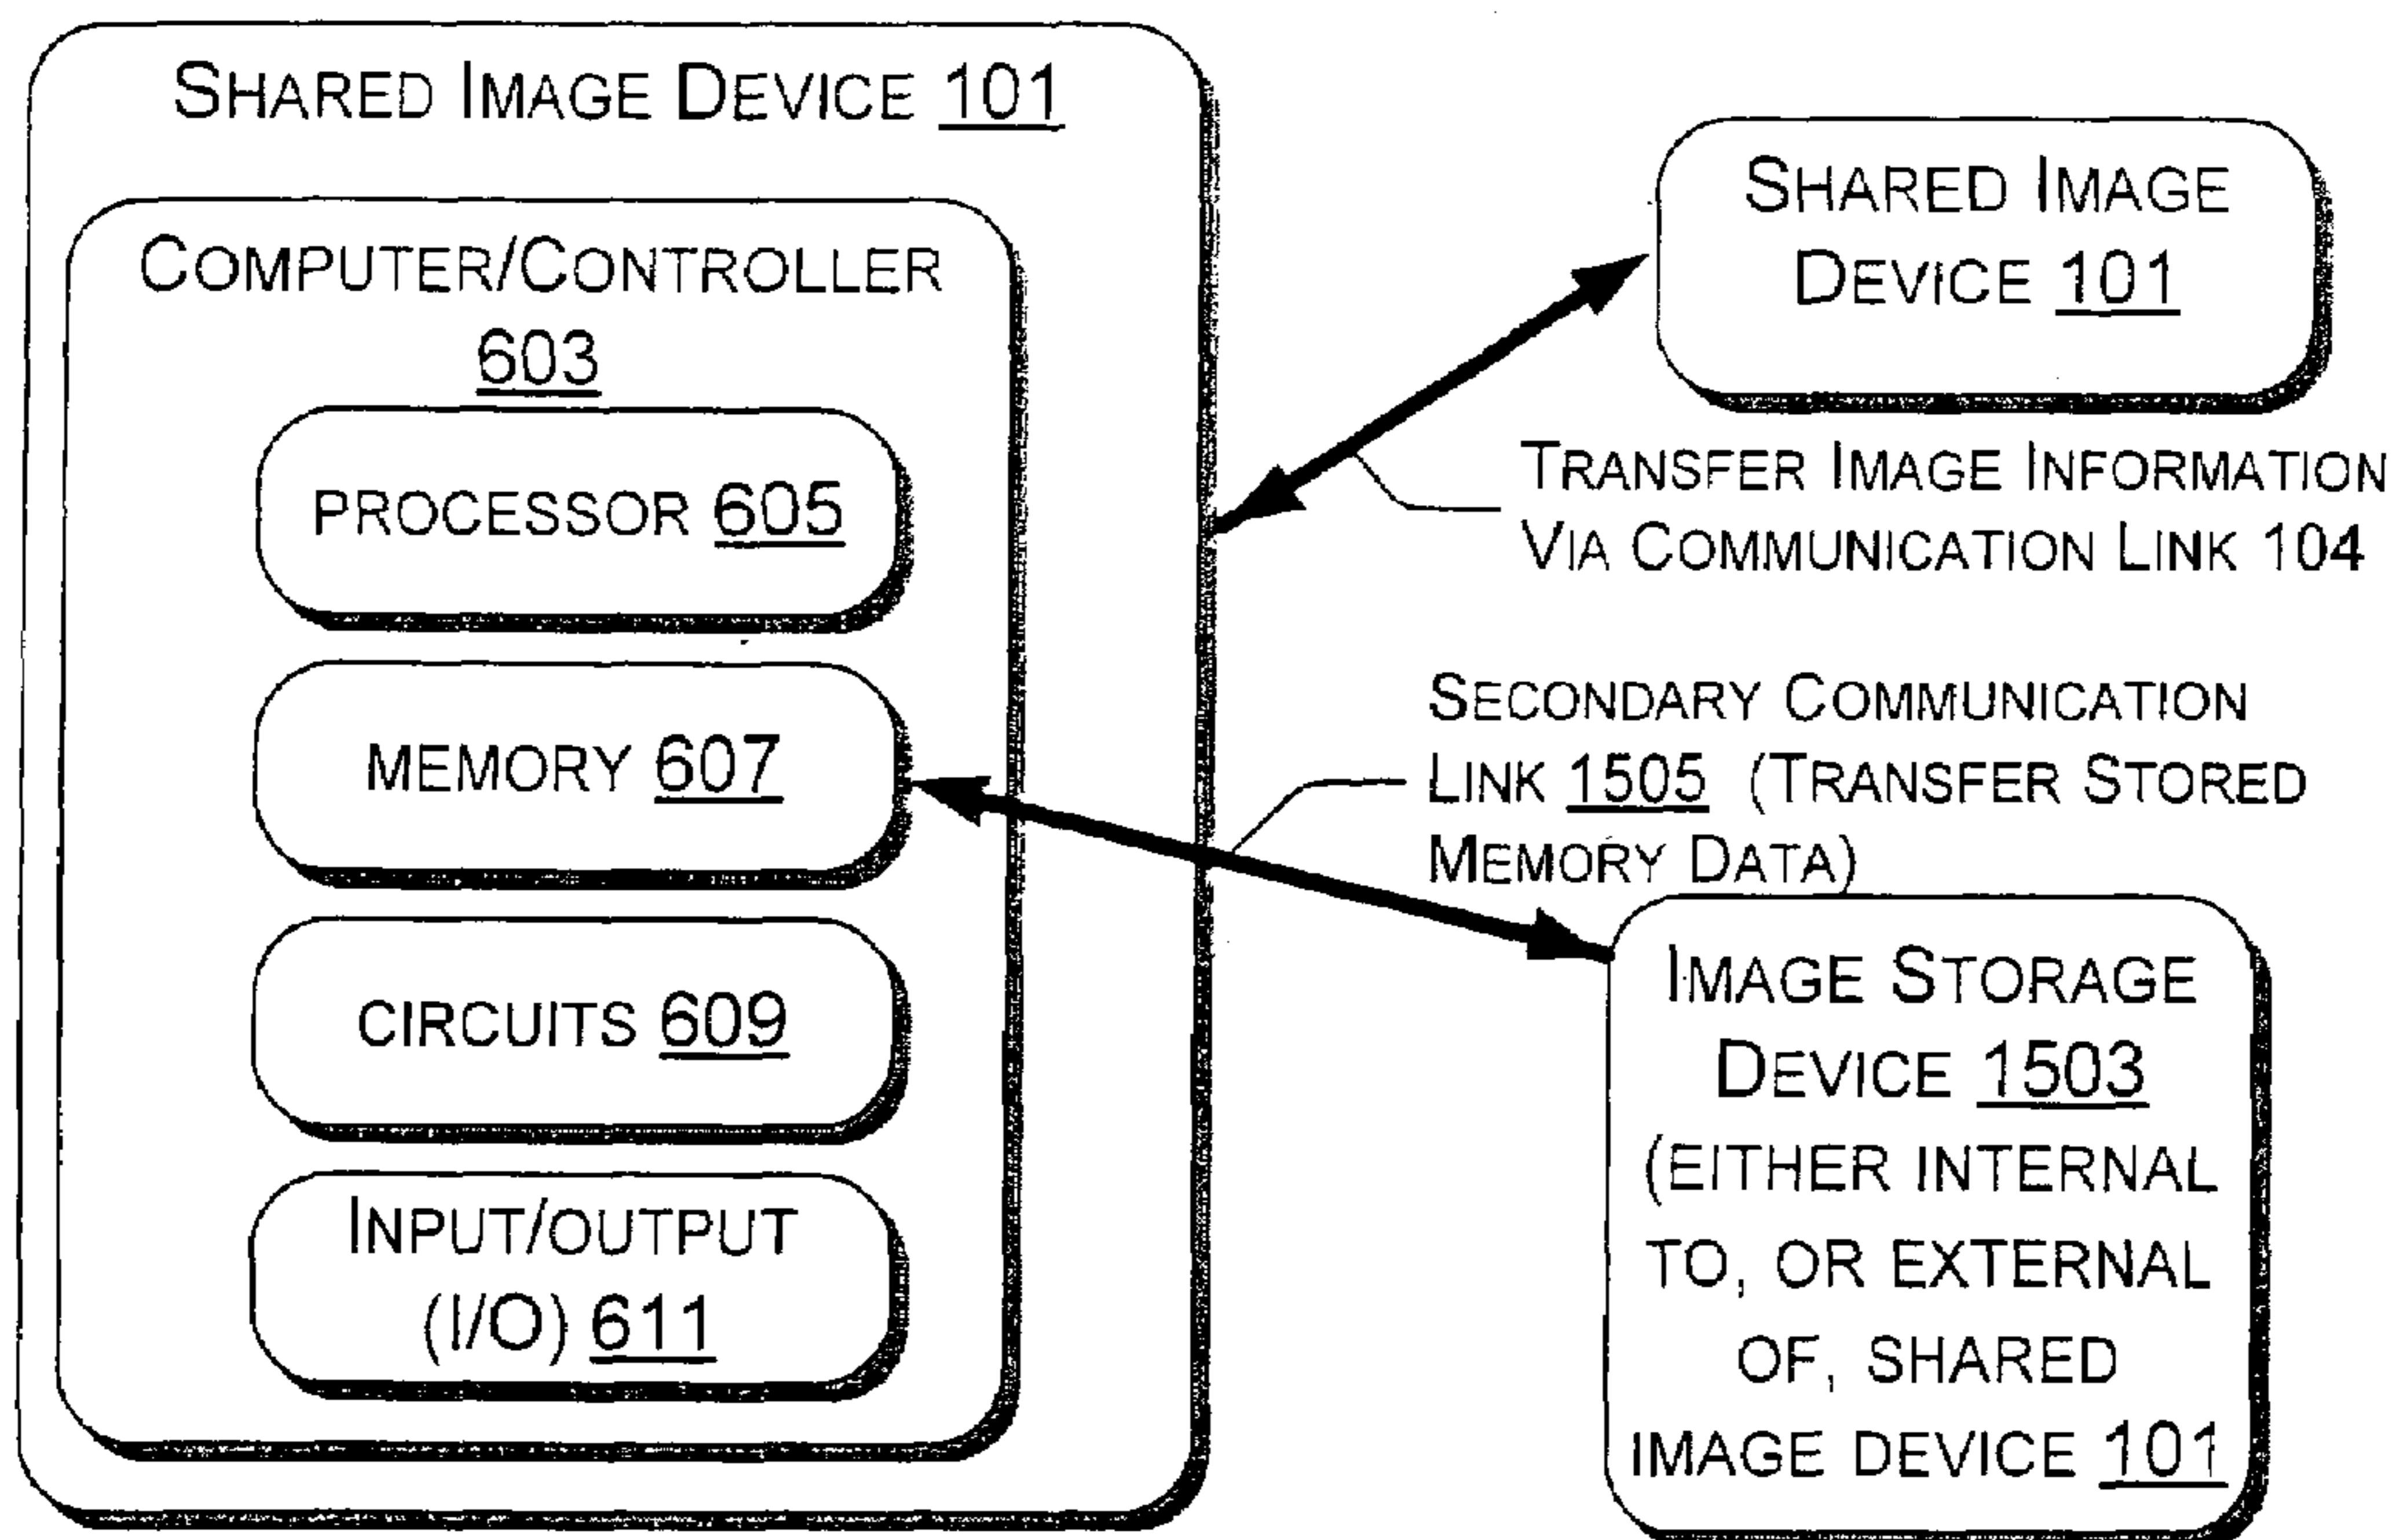 SHARED IMAGE DEVICE 101
COMPUTER/CONTROLLER
603
PROCESSOR 605
MEMORY 607
CIRCUITS 609
INPUT/OUTPUT
(I/O) 611
SHARED IMAGE
DEVICE 101
TRANSFER IMAGE INFORMATION
VIA COMMUNICATION LINK 104
SECONDARY COMMUNICATION
LINK 1505 (TRANSFER STORED
MEMORY DATA)
IMAGE STORAGE
DEVICE 1503
(EITHER INTERNAL
TO, OR EXTERNAL
OF, SHARED
IMAGE DEVICE 101